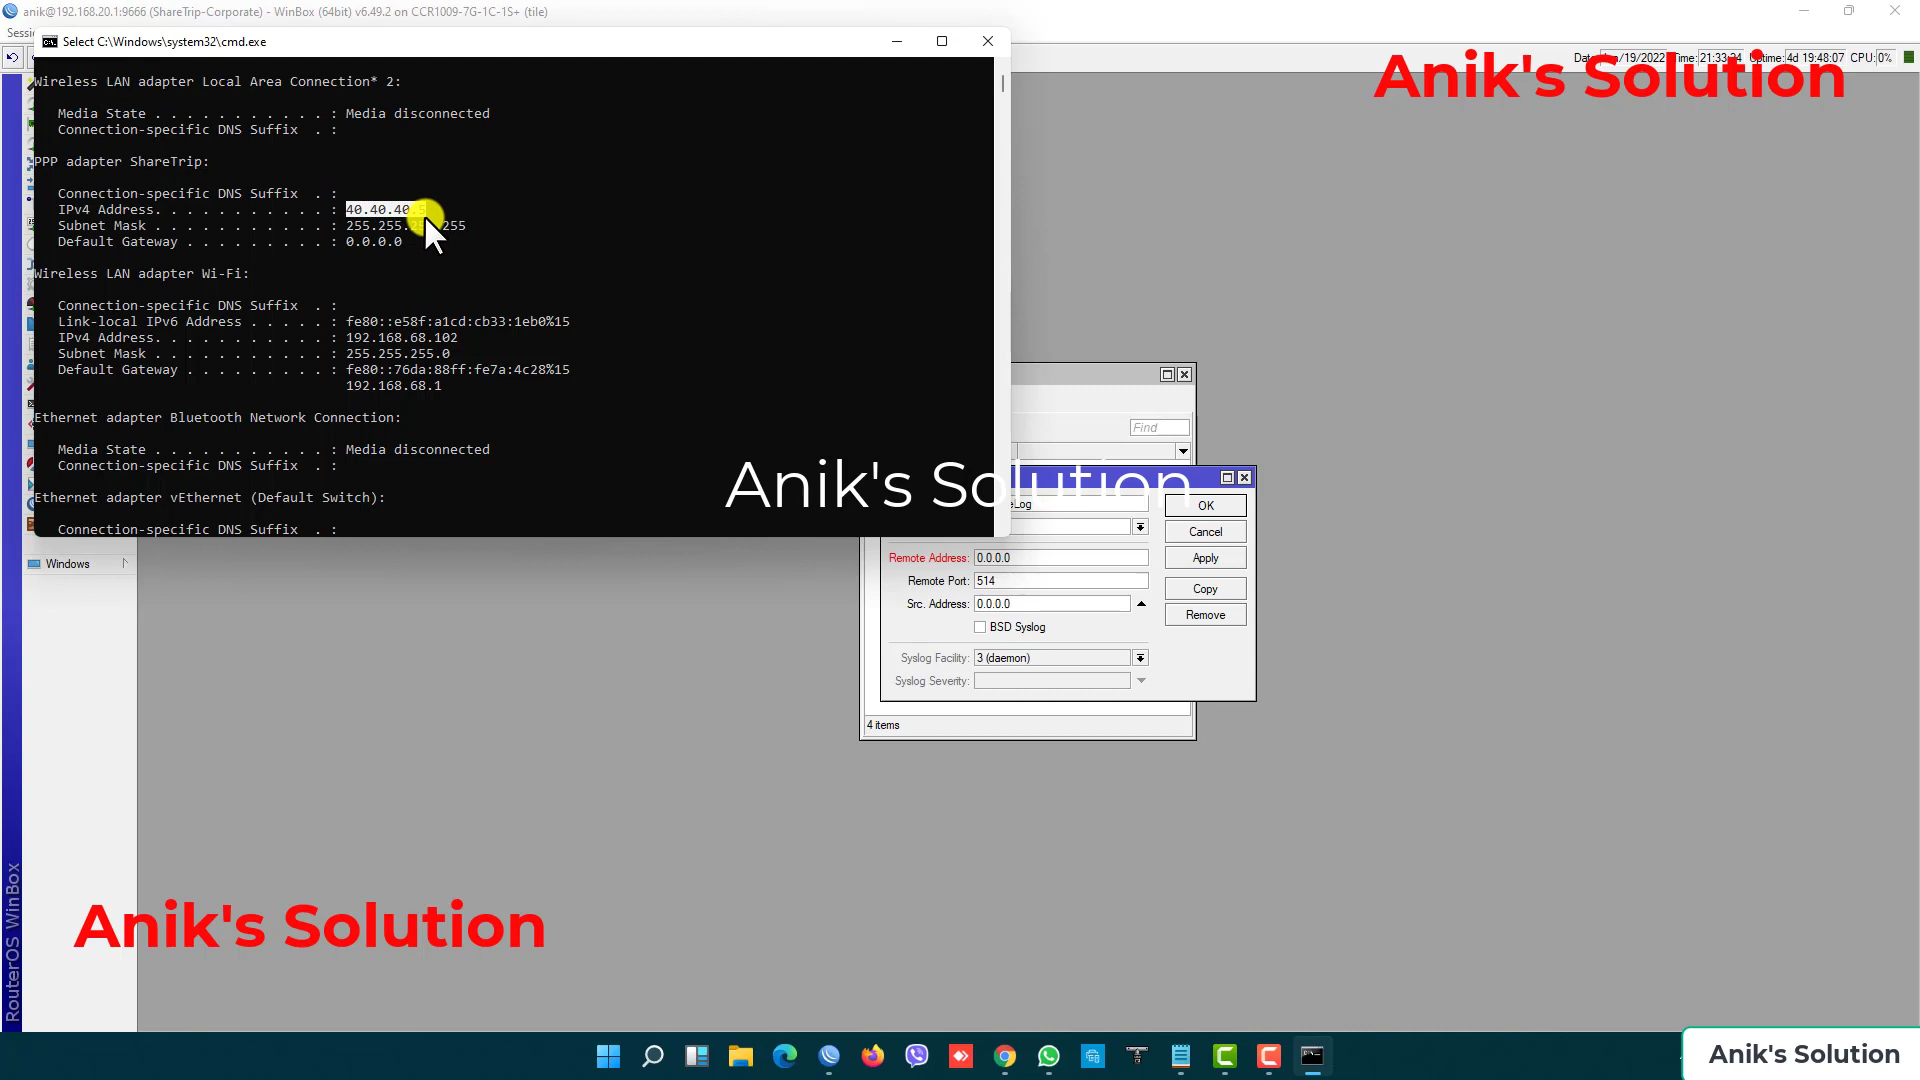 anik@192.168.20.1:9666 (ShareTrip-Corporate) - WinBox (64bit) v6.49.2 on CCR1009-7G-1C-1S+ (tile)
Select C:\Windows\system32\cmd.exe
Uptime: 4d 19:48:07 CPU: 0%
Anik's Solution
Wireless LAN adapter Local Area Connection* 2:
Media State . . . . . . . . . . . : Media disconnected
Connection-specific DNS Suffix  . :
PPP adapter ShareTrip:
Connection-specific DNS Suffix  . :
IPv4 Address. . . . . . . . . . . : 40.40.40.
Subnet Mask . . . . . . . . . . . :
Default Gateway . . . . . . . . . : 0.0.0.0
Wireless LAN adapter Wi-Fi:
Connection-specific DNS Suffix  . :
Link-local IPv6 Address . . . . . : fe80::e58f:a1cd:cb33:1eb0%15
IPv4 Address. . . . . . . . . . . : 192.168.68.102
Subnet Mask . . . . . . . . . . . : 255.255.255.0
Default Gateway . . . . . . . . . : fe80::76da:88ff:fe7a:4c28%15
192.168.68.1
Ethernet adapter Bluetooth Network Connection:
Media State . . . . . . . . . . . : Media disconnected
Connection-specific DNS Suffix  . :
Ethernet adapter vEthernet (Default Switch):
Connection-specific DNS Suffix  . :
Find
Anik's Solution
OK
Cancel
Remote Address: 0.0.0.0
Apply
Remote Port: 514
Copy
Src. Address: 0.0.0.0
Remove
BSD Syslog
Syslog Facility: 3 (daemon)
Syslog Severity:
4 items
Windows
RouterOS WinBox
Anik's Solution
Anik's Solution